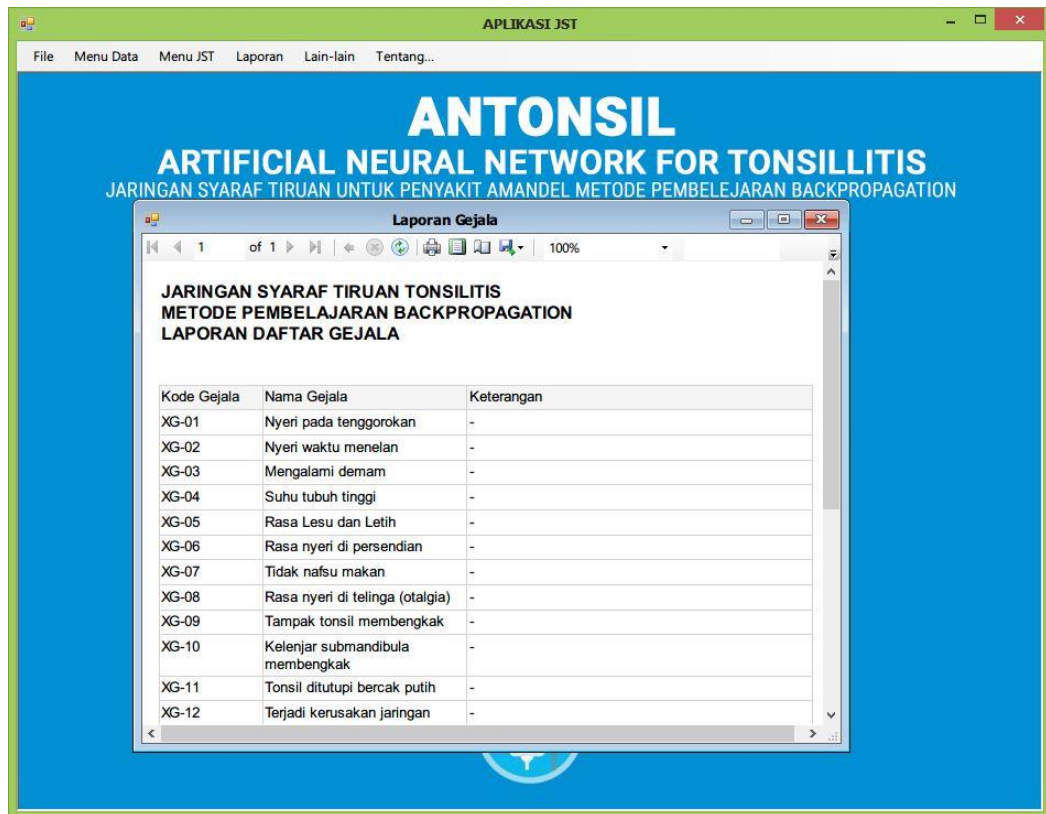 APLIKASI JST
File Menu Data Menu JST Laporan Lain-lain Tentang...
ANTONSIL
ARTIFICIAL NEURAL NETWORK FOR TONSILLITIS
JARINGAN SYARAF TIRUAN UNTUK PENYAKIT AMANDEL METODE PEMBELEJARAN BACKPROPAGATION
Laporan Gejala
1 of 1 100%
JARINGAN SYARAF TIRUAN TONSILITIS
METODE PEMBELAJARAN BACKPROPAGATION
LAPORAN DAFTAR GEJALA
Kode Gejala Nama Gejala Keterangan
XG-01 Nyeri pada tenggorokan -
XG-02 Nyeri waktu menelan -
XG-03 Mengalami demam -
XG-04 Suhu tubuh tinggi -
XG-05 Rasa Lesu dan Letih -
XG-06 Rasa nyeri di persendian -
XG-07 Tidak nafsu makan -
XG-08 Rasa nyeri di telinga (otalgia) -
XG-09 Tampak tonsil membengkak -
XG-10 Kelenjar submandibula -
membengkak
XG-11 Tonsil ditutupi bercak putih -
XG-12 Terjadi kerusakan jaringan -